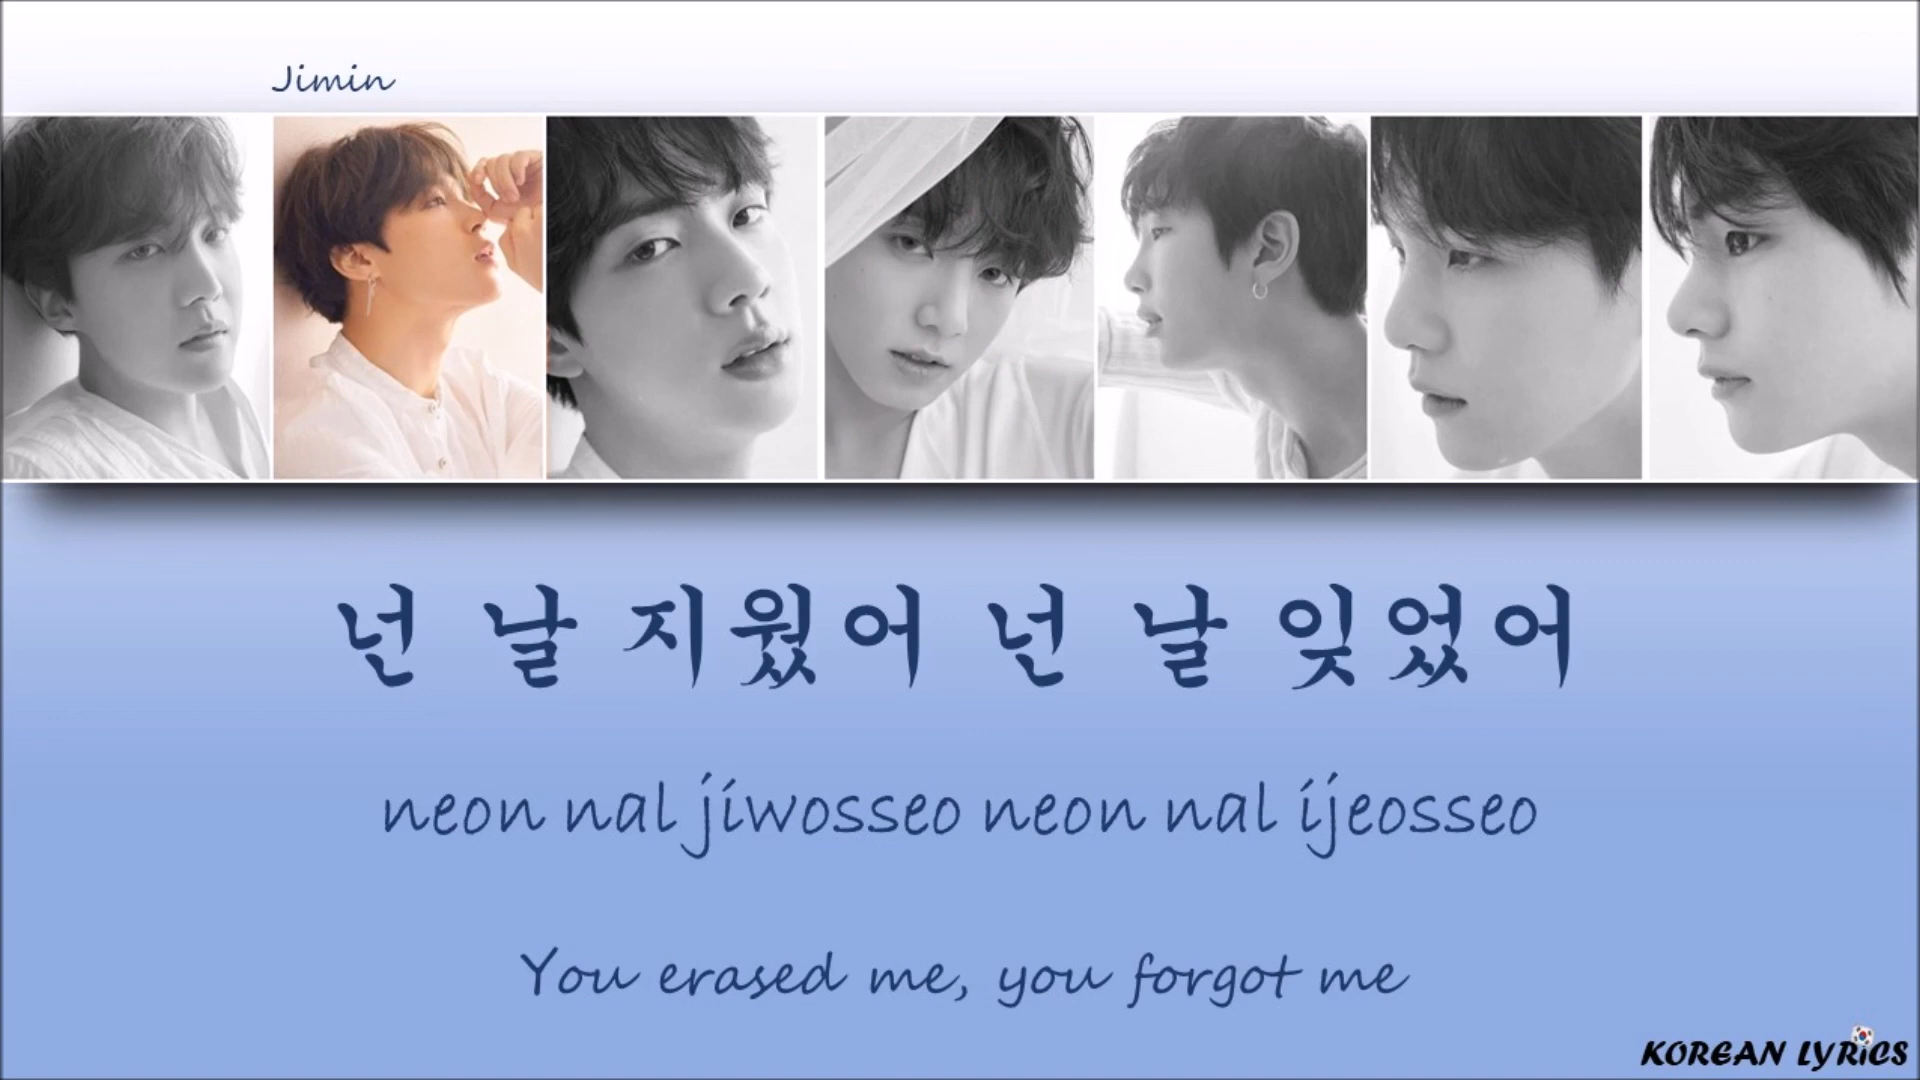 Jimin
넌 날 지웠어 넌 날 잊었어
neon nal jiwosseo neon nal ijeosseo
You erased me, you forgot me
KOREAN LYRICS